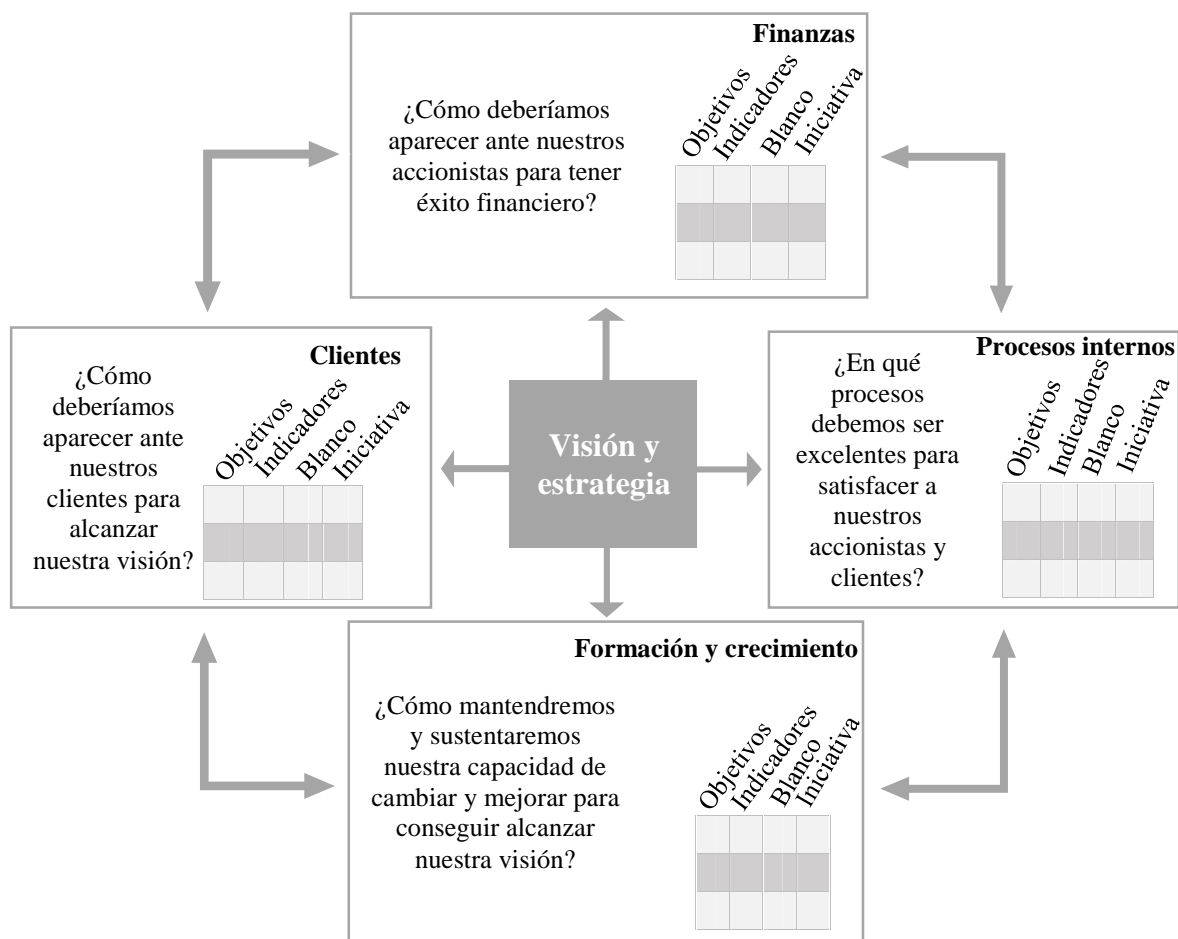 Finanzas
¿Cómo deberíamos
aparecer ante nuestros
accionistas para tener
éxito financiero?
Objetivos
Indicadores
Blanco
Iniciativa
Clientes
¿Cómo
deberíamos
aparecer ante
nuestros
clientes para
alcanzar
nuestra visión?
Objetivos
Indicadores
Blanco
Iniciativa
Visión y
estrategia
Procesos internos
¿En qué
procesos
debemos ser
excelentes para
satisfacer a
nuestros
accionistas y
clientes?
Objetivos
Indicadores
Blanco
Iniciativa
Formación y crecimiento
¿Cómo mantendremos
y sustentaremos
nuestra capacidad de
cambiar y mejorar para
conseguir alcanzar
nuestra visión?
Objetivos
Indicadores
Blanco
Iniciativa